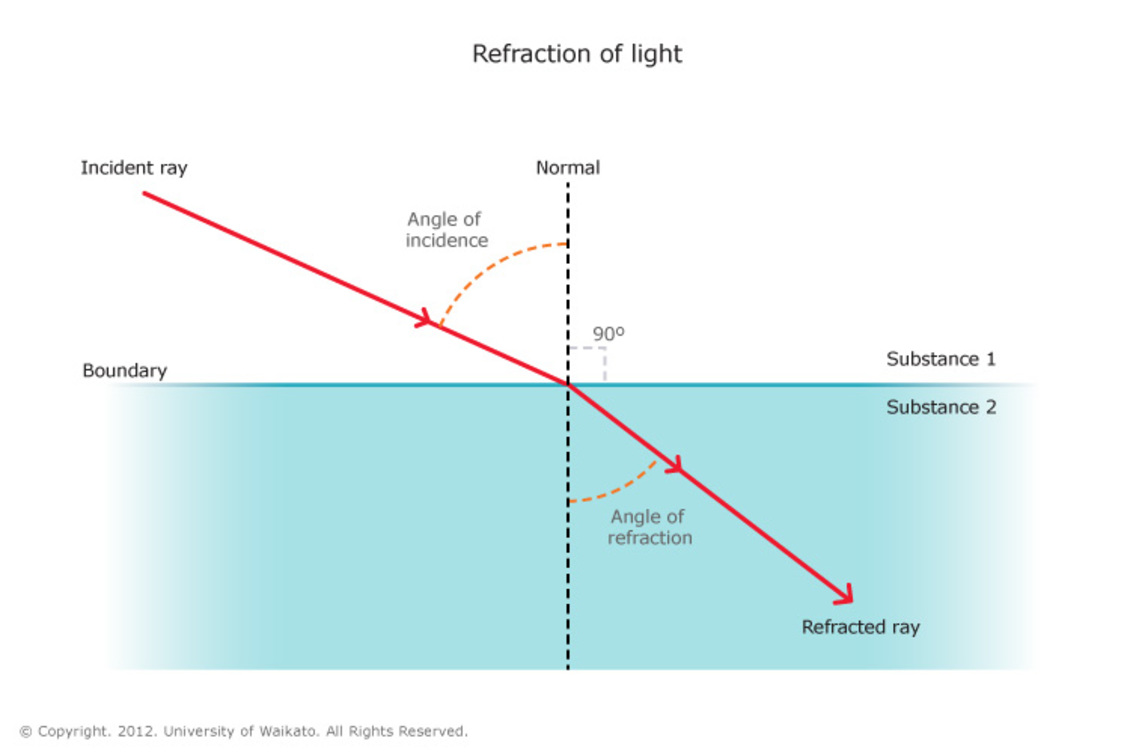 Refraction of light
Incident ray
Normal
Angle of
incidence
90º
Boundary
Substance 1
Substance 2
Angle of
refraction
Refracted ray
© Copyright. 2012. University of Waikato. All Rights Reserved.